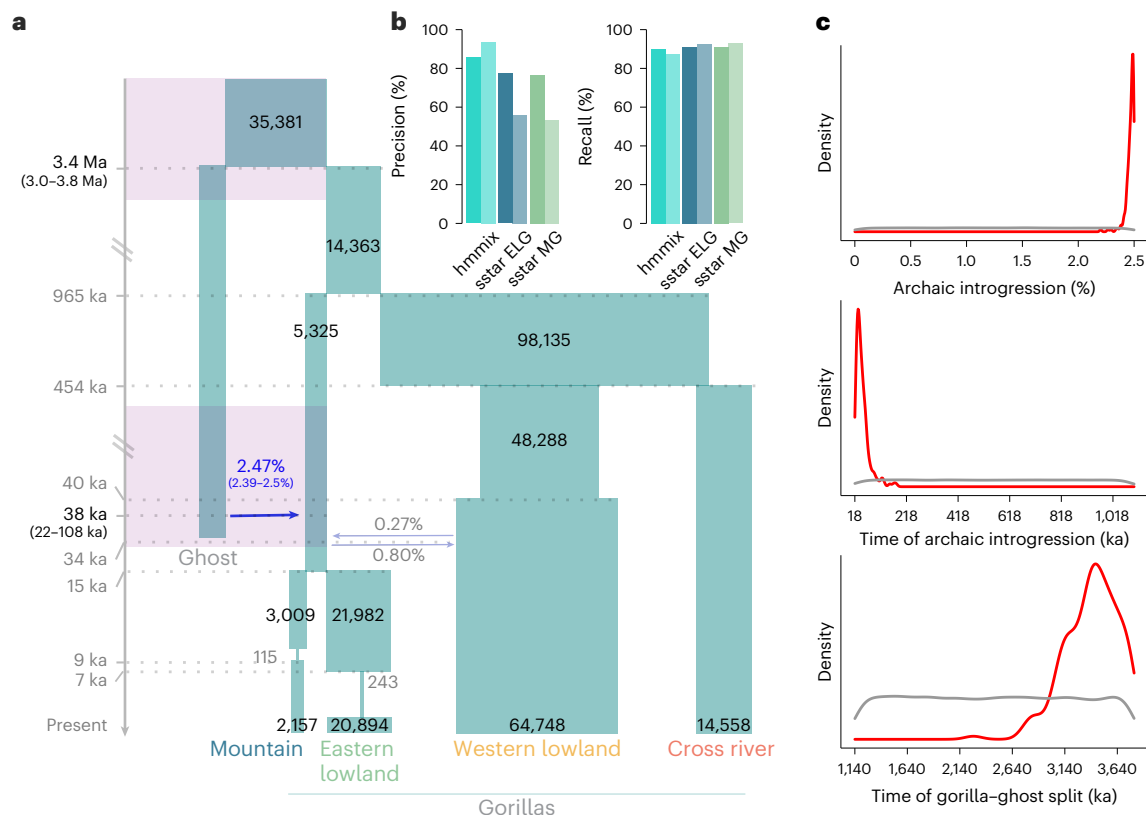 a
35,381
3.4 Ma
(3.0–3.8 Ma)
14,363
965 ka
5,325
98,135
454 ka
48,288
2.47%
(2.39–2.5%)
40 ka
38 ka
(22–108 ka)
0.27%
0.80%
34 ka
Ghost
15 ka
3,009
21,982
115
9 ka
7 ka
243
Present
2,157
20,894
64,748
14,558
Mountain
Eastern
lowland
Western lowland
Cross river
Gorillas
b
Precision (%)
100
80
60
40
20
0
hmmix
sstar ELG
sstar MG
Recall (%)
100
80
60
40
20
0
hmmix
sstar ELG
sstar MG
c
Density
0 0.5 1.0 1.5 2.0 2.5
Archaic introgression (%)
Density
18 218 418 618 818 1,018
Time of archaic introgression (ka)
Density
1,140 1,640 2,140 2,640 3,140 3,640
Time of gorilla–ghost split (ka)